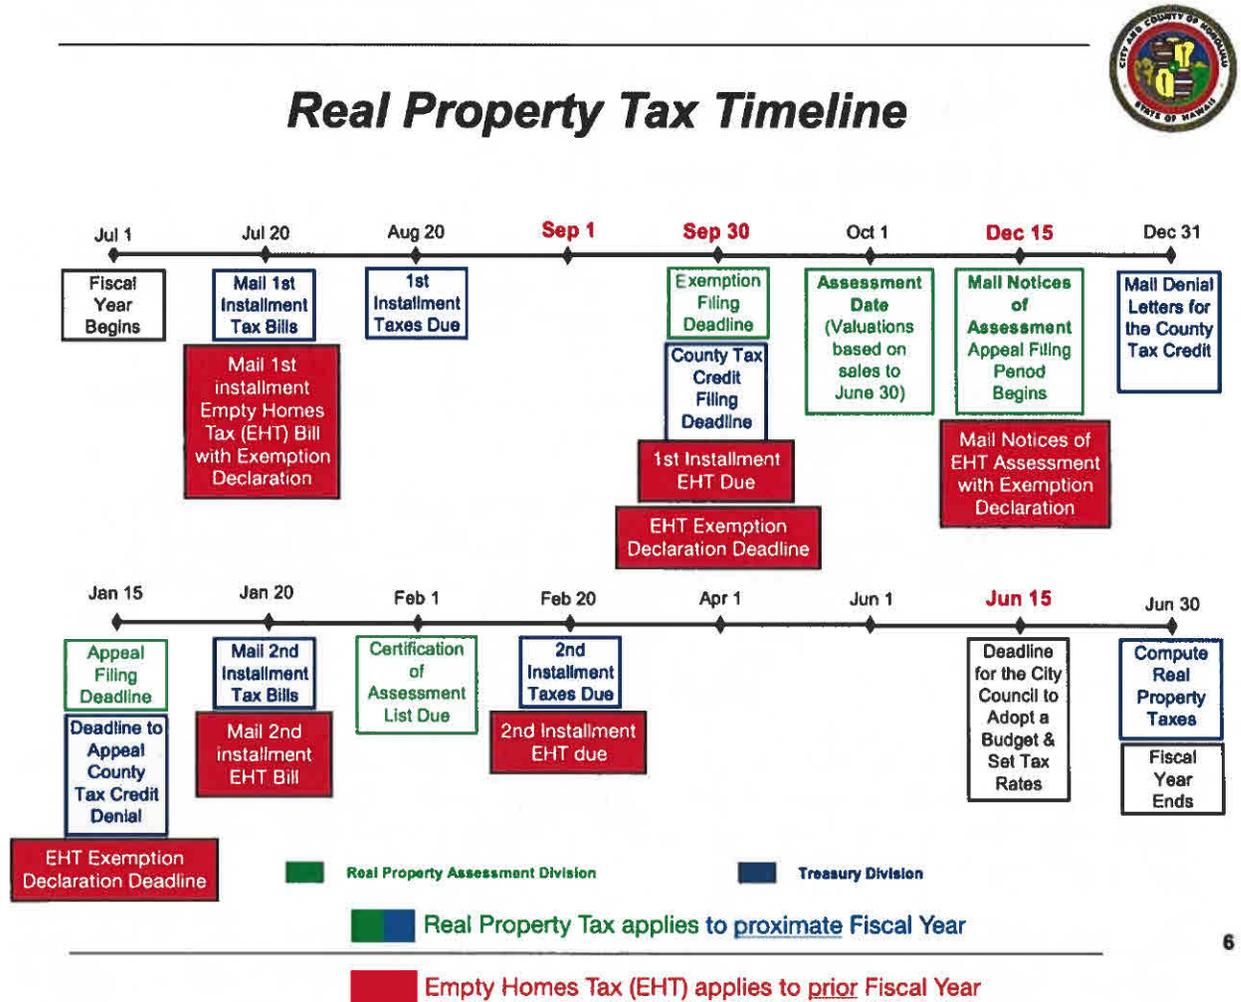 CITY AND COUNTY OF HONOLULU
STATE OF HAWAII
Real Property Tax Timeline
Jul 1
Jul 20
Aug 20
Sep 1
Sep 30
Oct 1
Dec 15
Dec 31
Fiscal
Year
Begins
Mail 1st
Installment
Tax Bills
Mail 1st
installment
Empty Homes
Tax (EHT) Bill
with Exemption
Declaration
1st
Installment
Taxes Due
Exemption
Filing
Deadline
County Tax
Credit
Filing
Deadline
1st Installment
EHT Due
EHT Exemption
Declaration Deadline
Assessment
Date
(Valuations
based on
sales to
June 30)
Mail Notices
of
Assessment
Appeal Filing
Period
Begins
Mail Notices of
EHT Assessment
with Exemption
Declaration
Mail Denial
Letters for
the County
Tax Credit
Jan 15
Jan 20
Feb 1
Feb 20
Apr 1
Jun 1
Jun 15
Jun 30
Appeal
Filing
Deadline
Deadline to
Appeal
County
Tax Credit
Denial
EHT Exemption
Declaration Deadline
Mail 2nd
Installment
Tax Bills
Mail 2nd
installment
EHT Bill
Certification
of
Assessment
List Due
2nd
Installment
Taxes Due
2nd Installment
EHT due
Deadline
for the City
Council to
Adopt a
Budget &
Set Tax
Rates
Compute
Real
Property
Taxes
Fiscal
Year
Ends
Real Property Assessment Division
Treasury Division
Real Property Tax applies to proximate Fiscal Year
6
Empty Homes Tax (EHT) applies to prior Fiscal Year